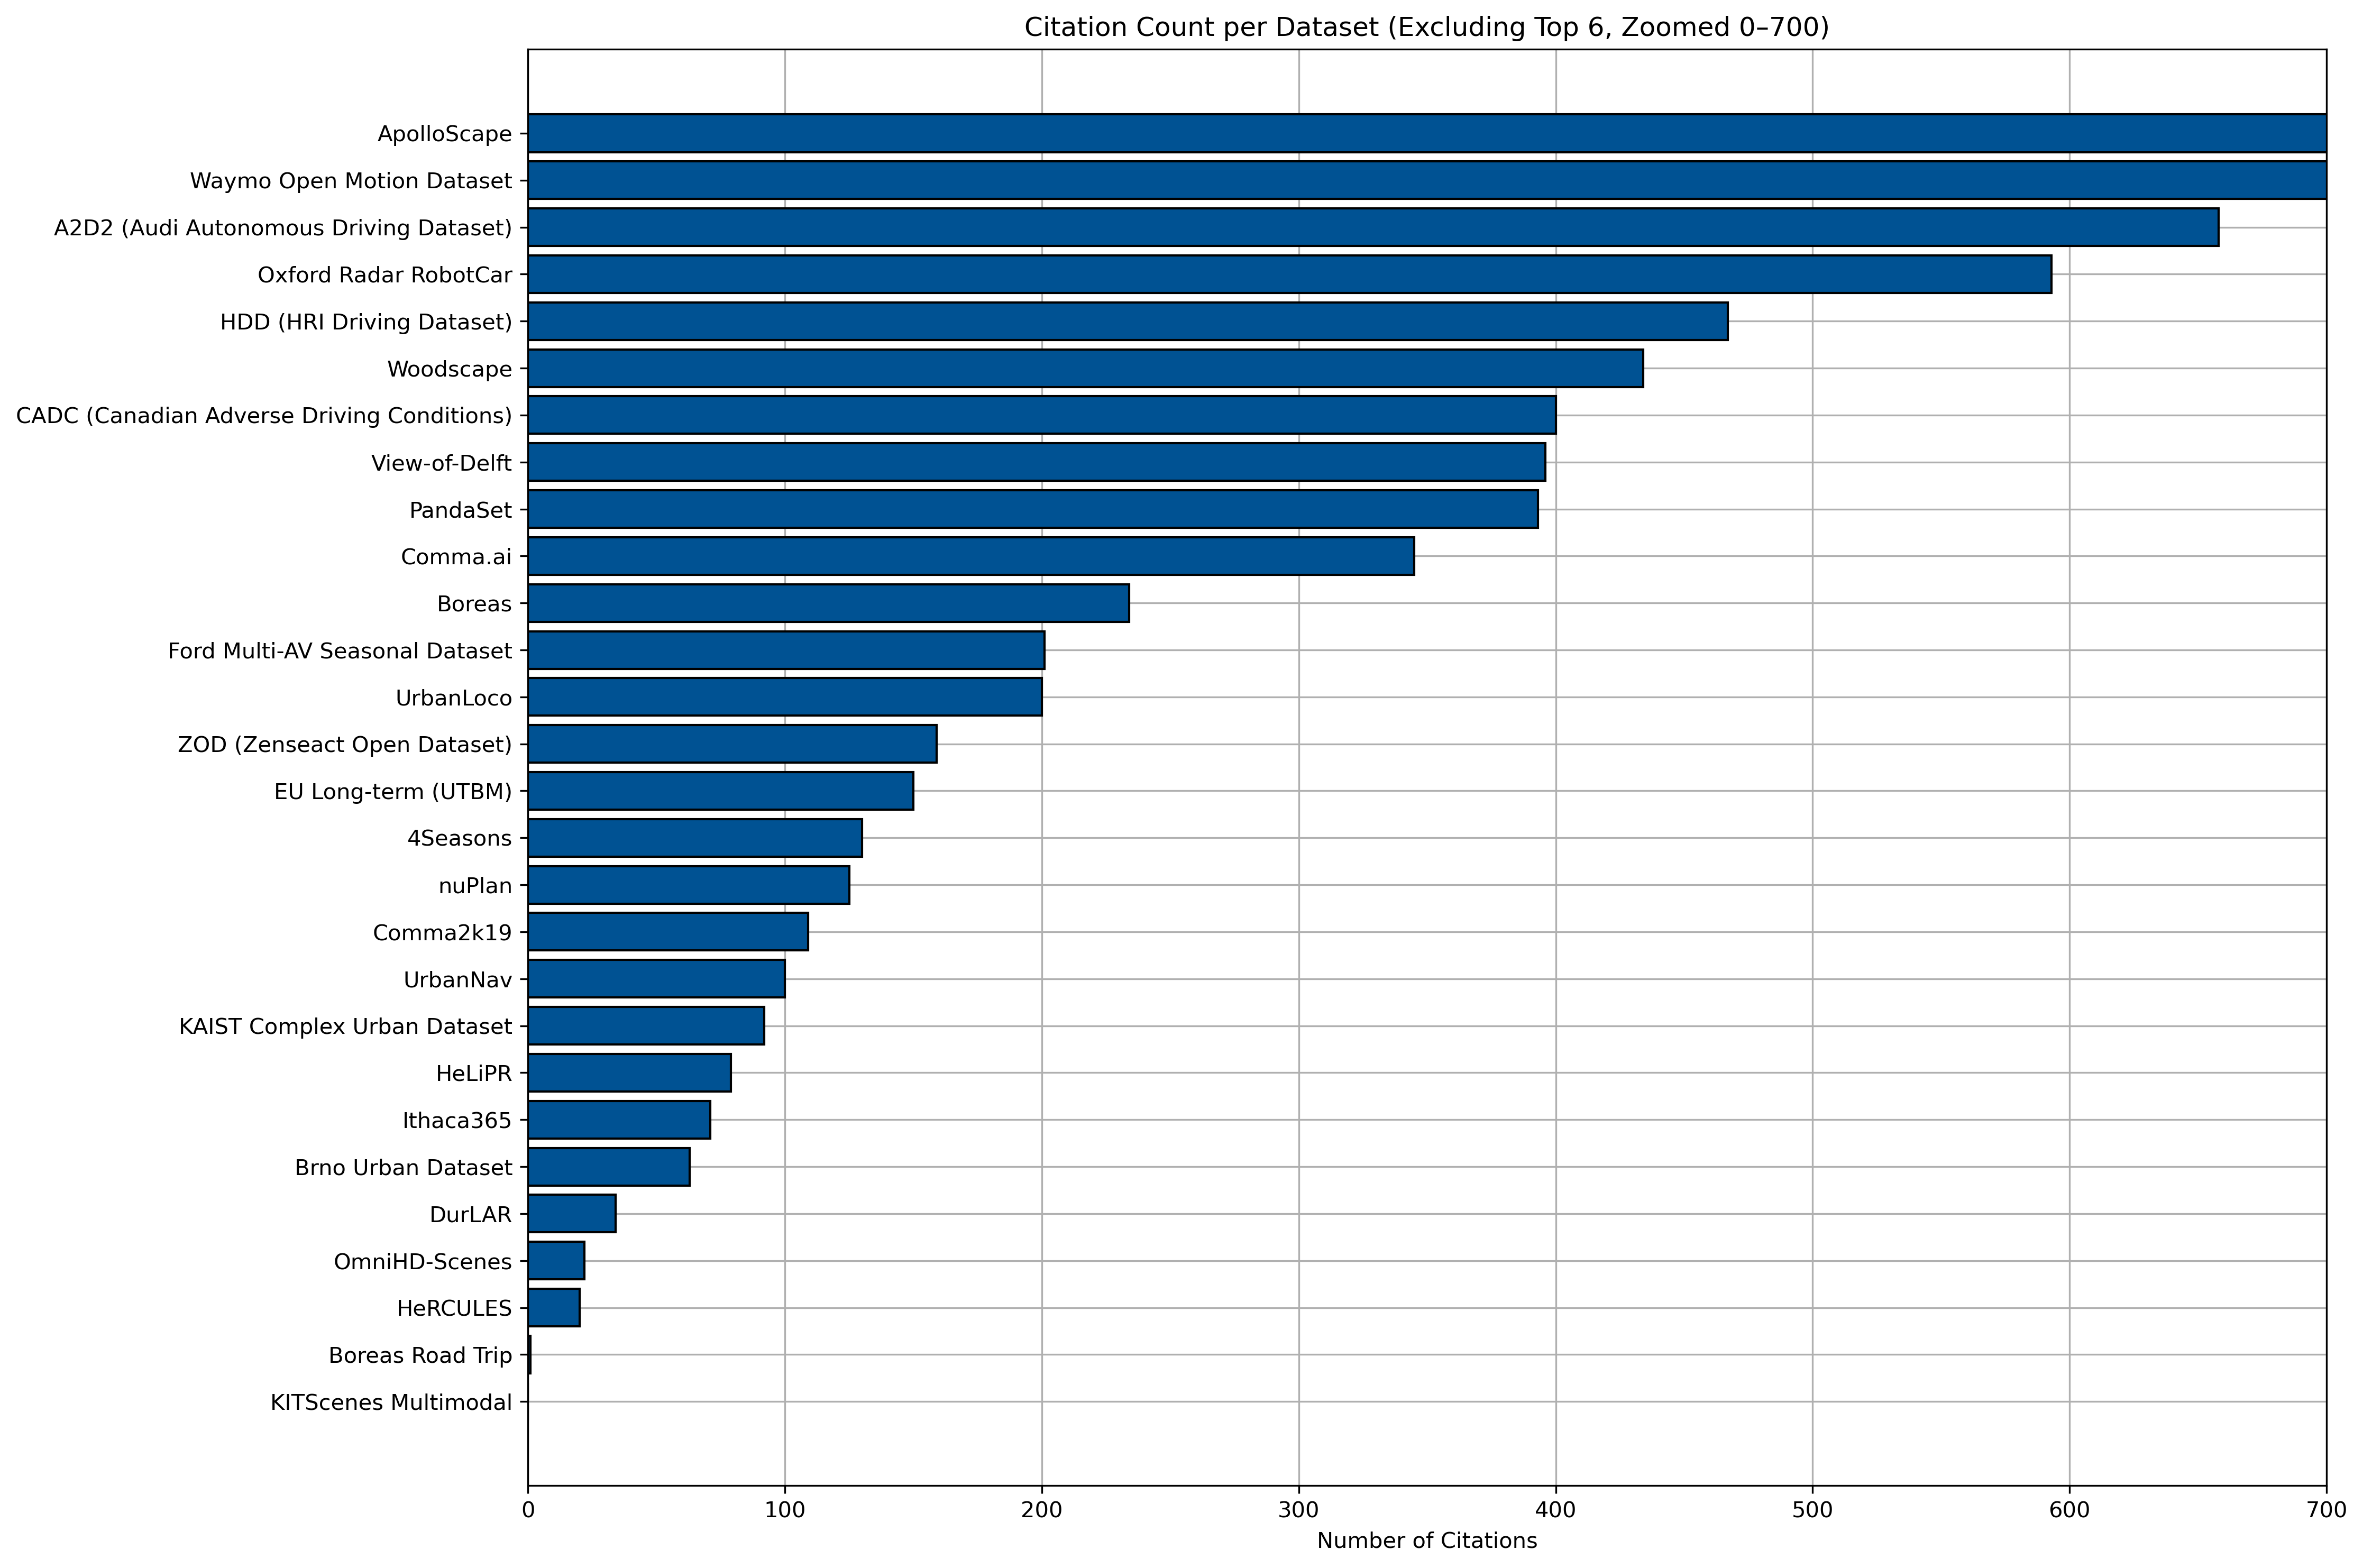 Citation Count per Dataset (Excluding Top 6, Zoomed 0–700)
ApolloScape
Waymo Open Motion Dataset
A2D2 (Audi Autonomous Driving Dataset)
Oxford Radar RobotCar
HDD (HRI Driving Dataset)
Woodscape
CADC (Canadian Adverse Driving Conditions)
View-of-Delft
PandaSet
Comma.ai
Boreas
Ford Multi-AV Seasonal Dataset
UrbanLoco
ZOD (Zenseact Open Dataset)
EU Long-term (UTBM)
4Seasons
nuPlan
Comma2k19
UrbanNav
KAIST Complex Urban Dataset
HeLiPR
Ithaca365
Brno Urban Dataset
DurLAR
OmniHD-Scenes
HeRCULES
Boreas Road Trip
KITScenes Multimodal
0 100 200 300 400 500 600 700
Number of Citations